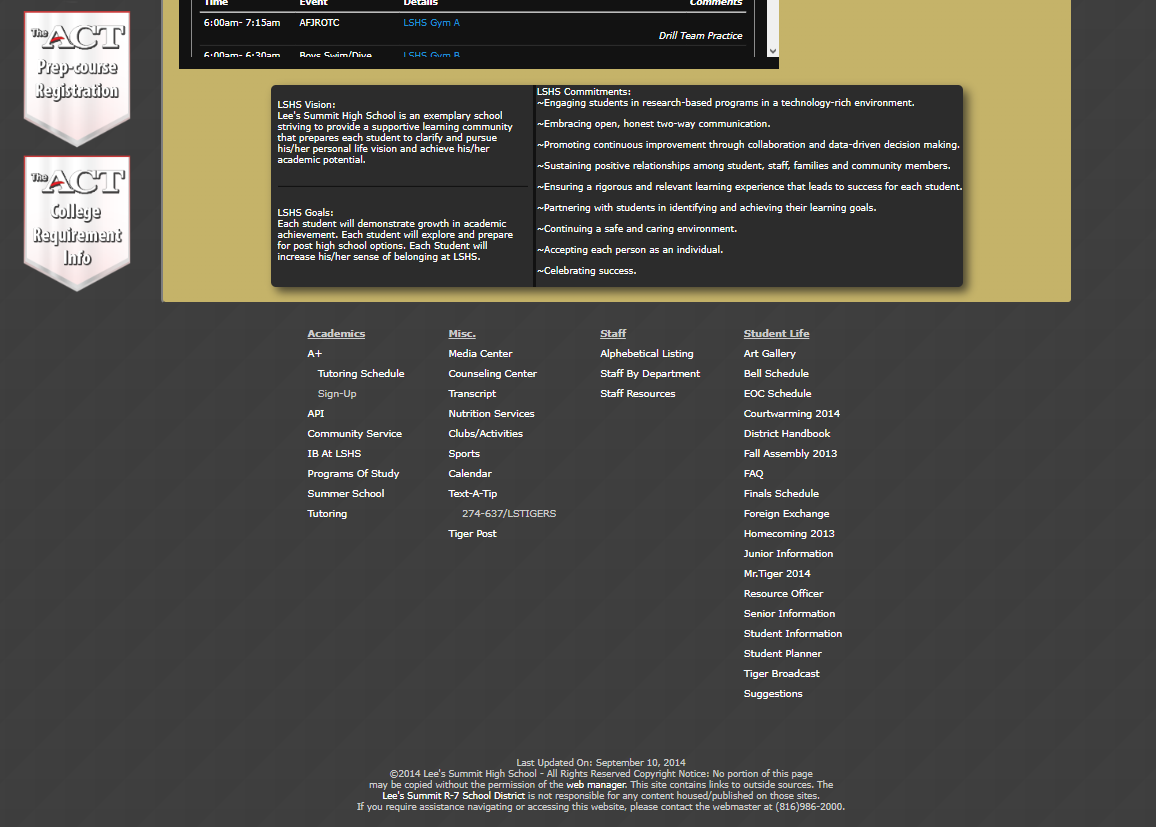 The ACT
Prep-course
Registration
The ACT
College
Requirement
Info
Time Event Details Comments
6:00am- 7:15am AFJROTC LSHS Gym A
Drill Team Practice
6:00am- 6:30am Boys Swim/Dive LSHS Gym B
LSHS Vision:
Lee's Summit High School is an exemplary school
striving to provide a supportive learning community
that prepares each student to clarify and pursue
his/her personal life vision and achieve his/her
academic potential.
LSHS Goals:
Each student will demonstrate growth in academic
achievement. Each student will explore and prepare
for post high school options. Each Student will
increase his/her sense of belonging at LSHS.
LSHS Commitments:
~Engaging students in research-based programs in a technology-rich environment.
~Embracing open, honest two-way communication.
~Promoting continuous improvement through collaboration and data-driven decision making.
~Sustaining positive relationships among student, staff, families and community members.
~Ensuring a rigorous and relevant learning experience that leads to success for each student.
~Partnering with students in identifying and achieving their learning goals.
~Continuing a safe and caring environment.
~Accepting each person as an individual.
~Celebrating success.
Academics
A+
Tutoring Schedule
Sign-Up
API
Community Service
IB At LSHS
Programs Of Study
Summer School
Tutoring
Misc.
Media Center
Counseling Center
Transcript
Nutrition Services
Clubs/Activities
Sports
Calendar
Text-A-Tip
274-637/LSTIGERS
Tiger Post
Staff
Alphebetical Listing
Staff By Department
Staff Resources
Student Life
Art Gallery
Bell Schedule
EOC Schedule
Courtwarming 2014
District Handbook
Fall Assembly 2013
FAQ
Finals Schedule
Foreign Exchange
Homecoming 2013
Junior Information
Mr.Tiger 2014
Resource Officer
Senior Information
Student Information
Student Planner
Tiger Broadcast
Suggestions
Last Updated On: September 10, 2014
©2014 Lee's Summit High School - All Rights Reserved Copyright Notice: No portion of this page
may be copied without the permission of the web manager. This site contains links to outside sources. The
Lee's Summit R-7 School District is not responsible for any content housed/published on those sites.
If you require assistance navigating or accessing this website, please contact the webmaster at (816)986-2000.